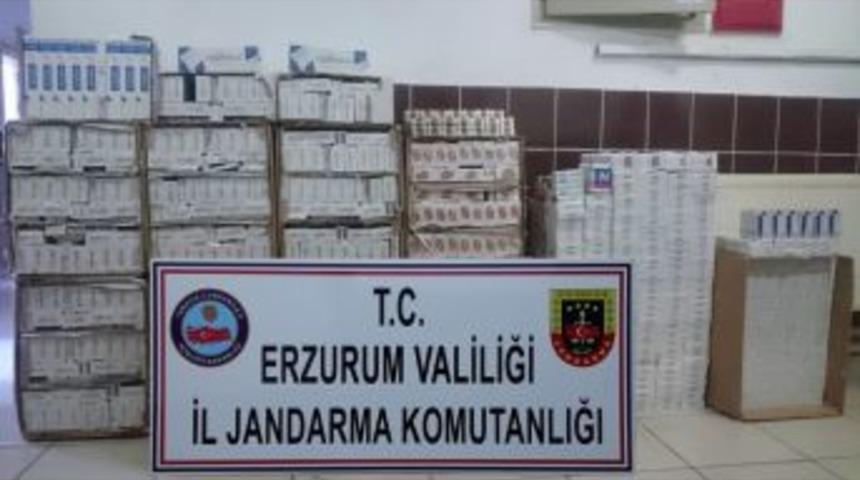 T.C.
ERZURUM VALİLİĞİ
İL JANDARMA KOMUTANLIĞI